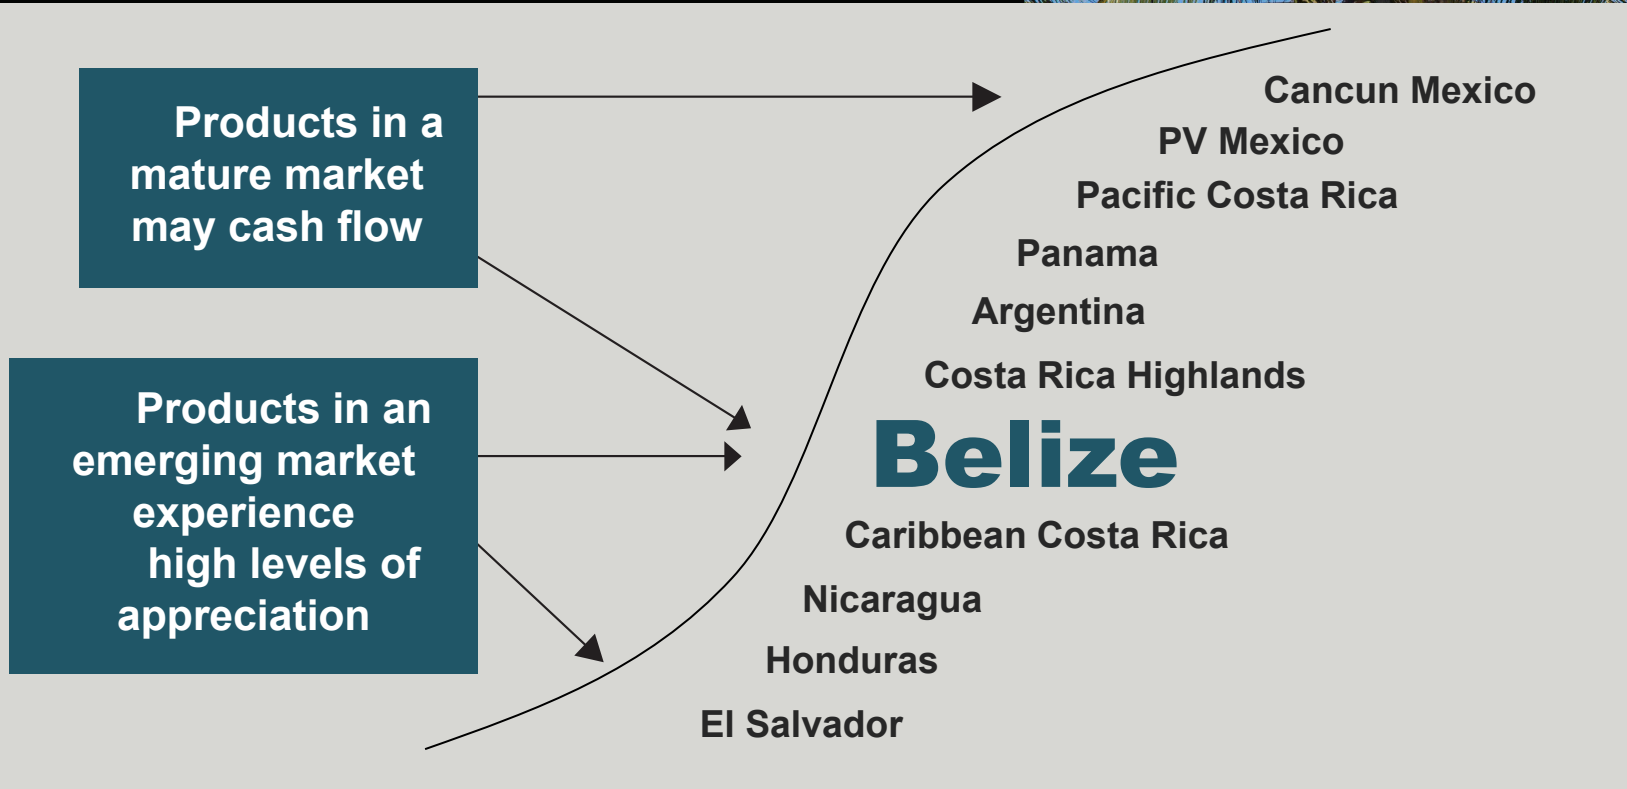 Products in a
mature market
may cash flow
Products in an
emerging market
experience
high levels of
appreciation
Cancun Mexico
PV Mexico
Pacific Costa Rica
Panama
Argentina
Costa Rica Highlands
Belize
Caribbean Costa Rica
Nicaragua
Honduras
El Salvador